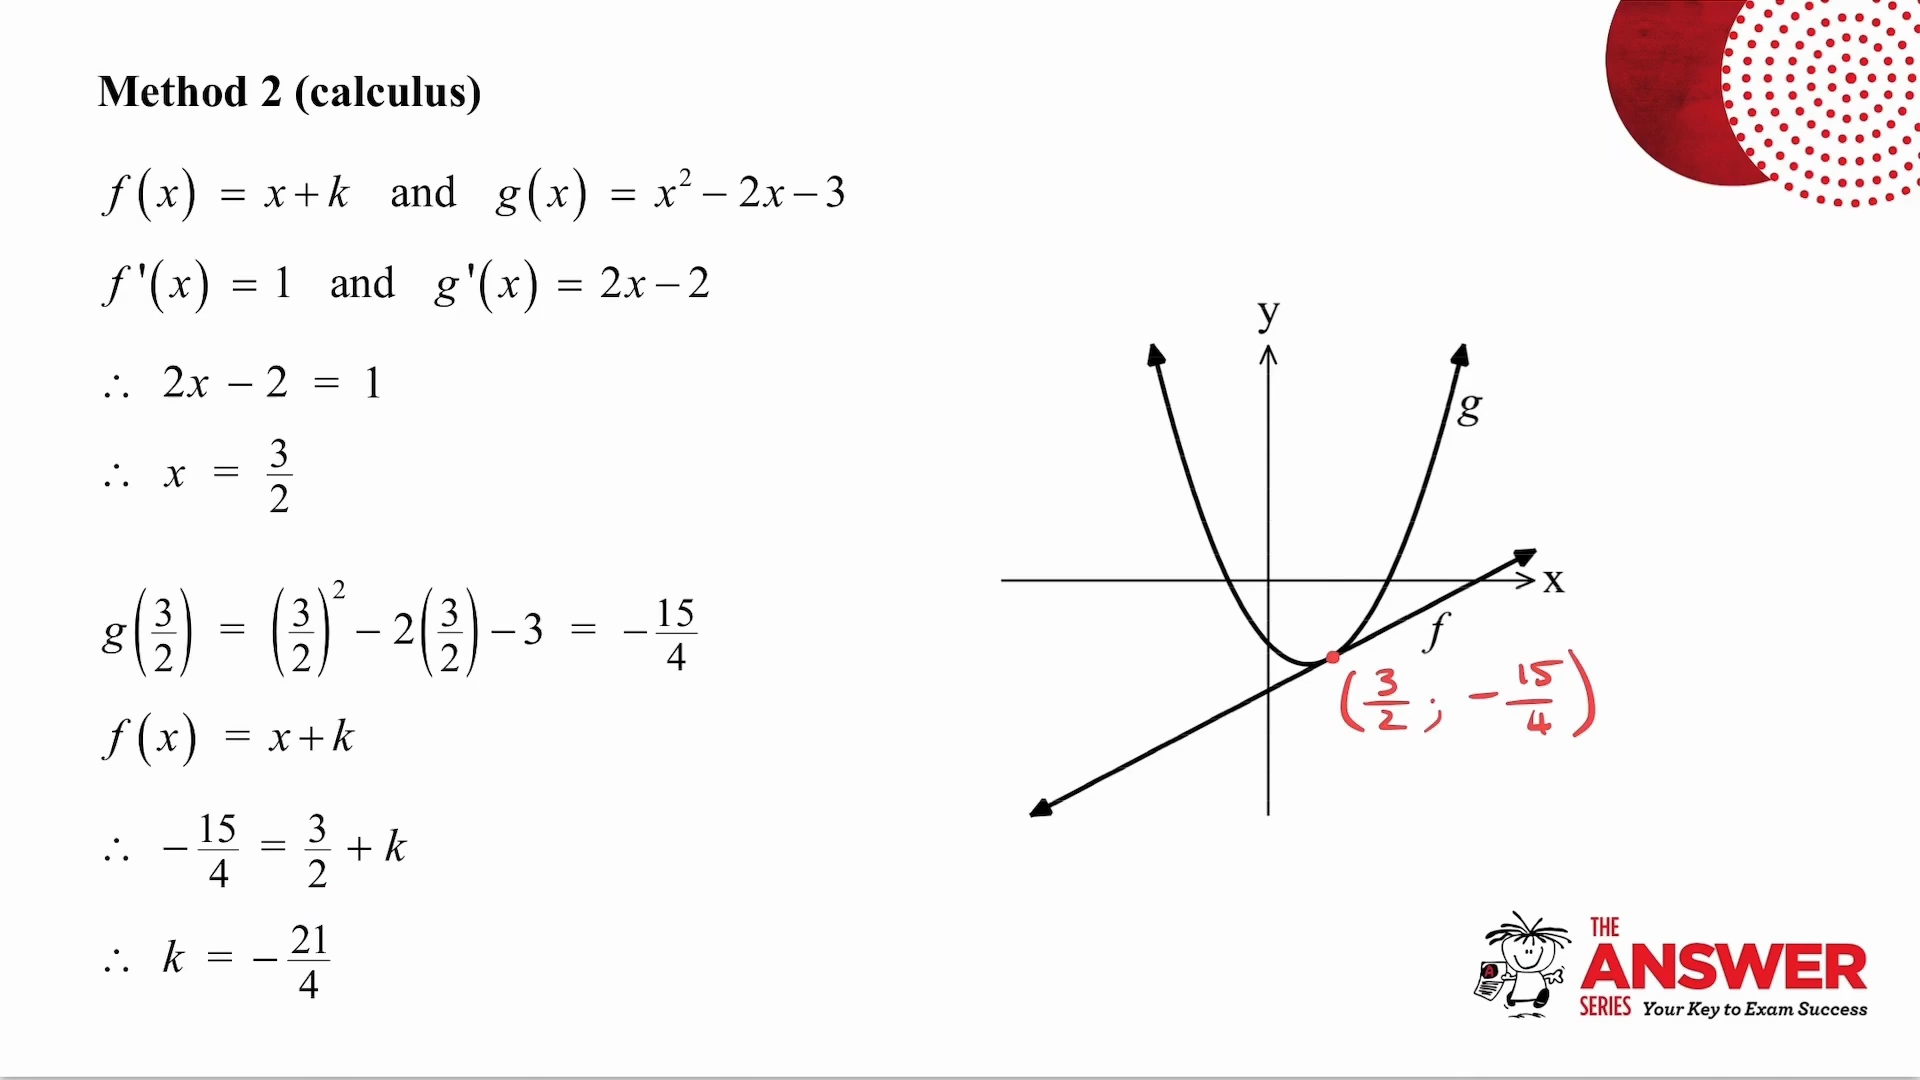 Method 2 (calculus)
f(x) = x+k and g(x) = x² − 2x − 3
f'(x) = 1 and g'(x) = 2x − 2
∴ 2x − 2 = 1
∴ x = 3/2
g(3/2) = (3/2)² − 2(3/2) − 3 = −15/4
f(x) = x+k
∴ −15/4 = 3/2 + k
∴ k = −21/4
y
g
x
f
(3/2 ; −15/4)
A
THE
ANSWER
SERIES Your Key to Exam Success